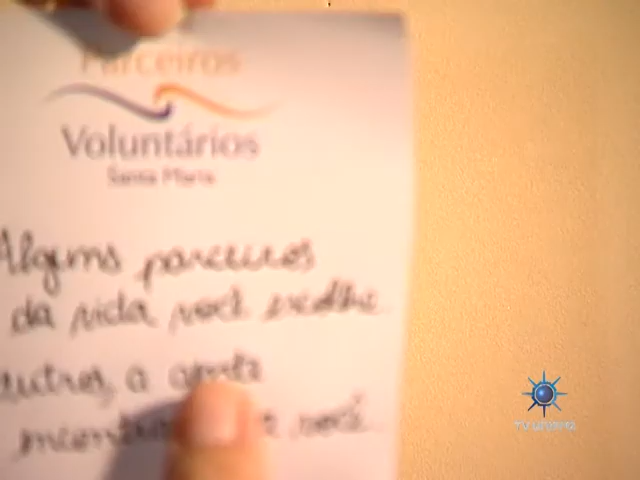 Parceiros
Voluntários
Santa Maria
Alguns parceiros
da vida você escolhe
outros, a gente
você